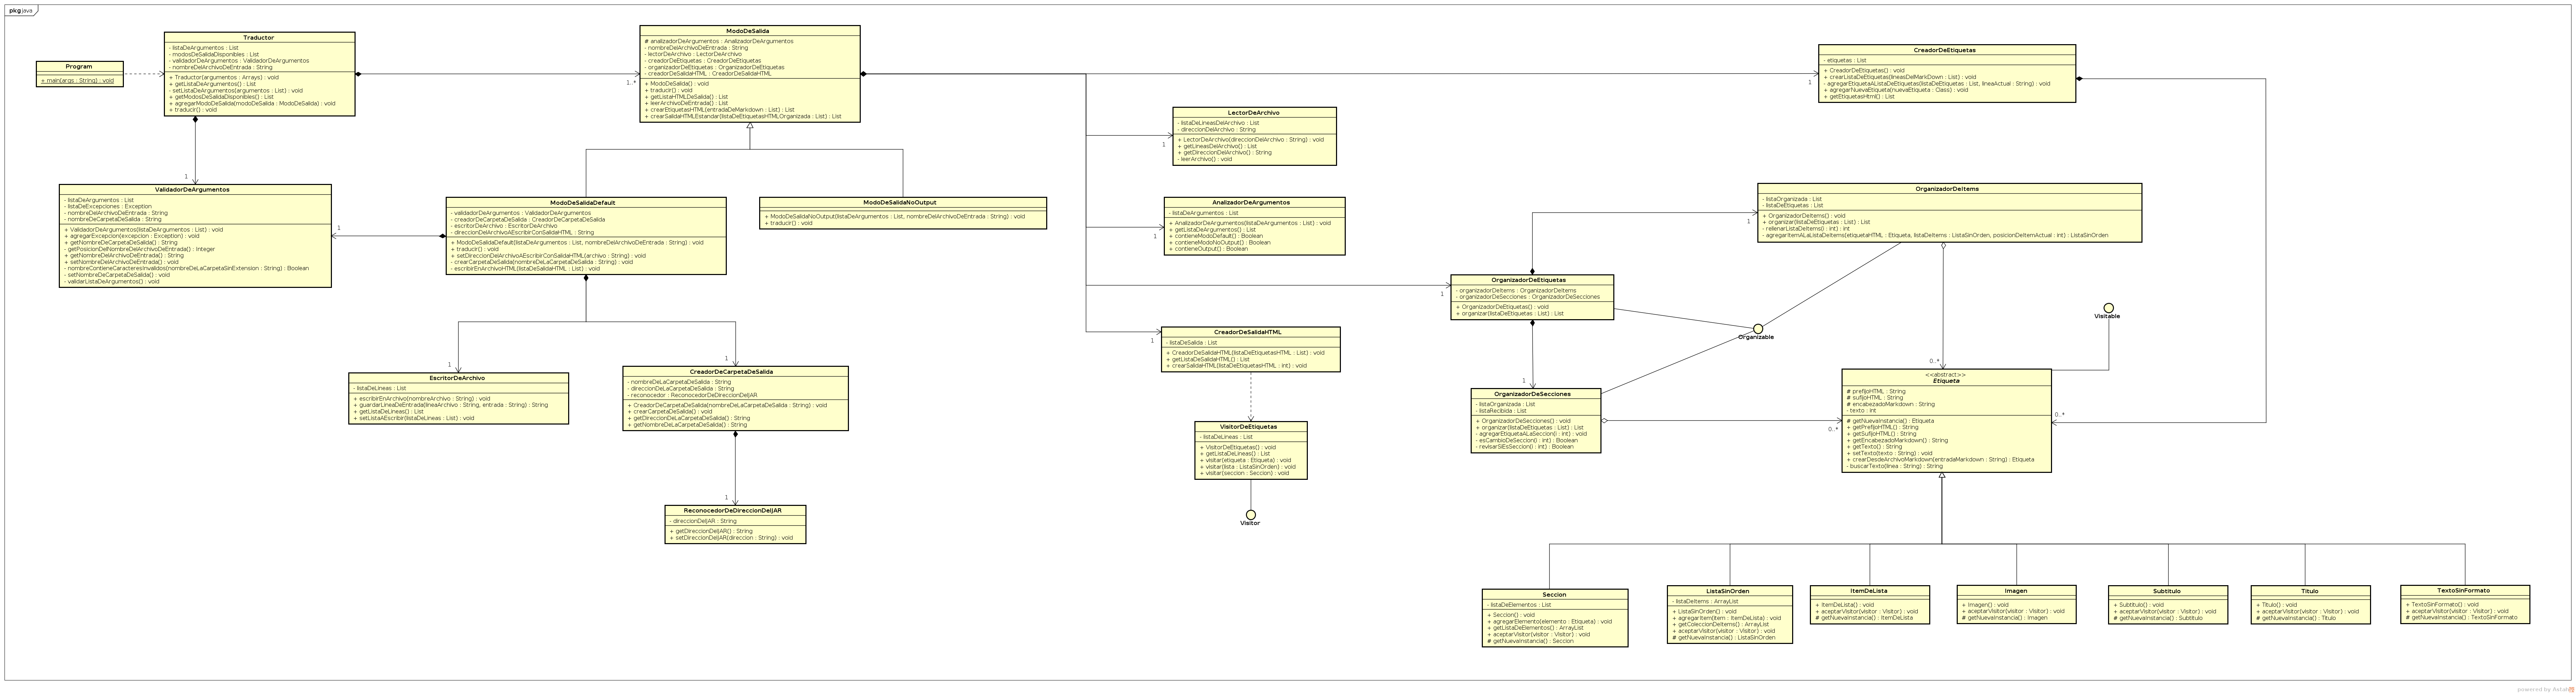 pkg java
Program
+ main(args : String) : void
Traductor
- listaDeArgumentos : List
- modosDeSalidaDisponibles : List
- validadorDeArgumentos : ValidadorDeArgumentos
- nombreDelArchivoDeEntrada : String
+ Traductor(argumentos : Arrays) : void
+ getListaDeArgumentos() : List
- setListaDeArgumentos(argumentos : List) : void
+ getModosDeSalidaDisponibles() : List
+ agregarModoDeSalida(modoDeSalida : ModoDeSalida) : void
+ traducir() : void
1..*
1
ModoDeSalida
# analizadorDeArgumentos : AnalizadorDeArgumentos
- nombreDelArchivoDeEntrada : String
- lectorDeArchivo : LectorDeArchivo
- creadorDeEtiquetas : CreadorDeEtiquetas
- organizadorDeEtiquetas : OrganizadorDeEtiquetas
- creadorDeSalidaHTML : CreadorDeSalidaHTML
+ ModoDeSalida() : void
+ traducir() : void
+ getListaHTMLDeSalida() : List
+ leerArchivoDeEntrada() : List
+ crearEtiquetasHTML(entradaDeMarkdown : List) : List
+ crearSalidaHTMLEstandar(listaDeEtiquetasHTMLOrganizada : List) : List
CreadorDeEtiquetas
- etiquetas : List
+ CreadorDeEtiquetas() : void
+ crearListaDeEtiquetas(lineasDelMarkDown : List) : void
- agregarEtiquetaAListaDeEtiquetas(listaDeEtiquetas : List, lineaActual : String) : void
+ agregarNuevaEtiqueta(nuevaEtiqueta : Class) : void
+ getEtiquetasHtml() : List
1
LectorDeArchivo
- listaDeLineasDelArchivo : List
- direccionDelArchivo : String
+ LectorDeArchivo(direccionDelArchivo : String) : void
+ getLineasDelArchivo() : List
+ getDireccionDelArchivo() : String
- leerArchivo() : void
1
ValidadorDeArgumentos
- listaDeArgumentos : List
- listaDeExcepciones : Exception
- nombreDelArchivoDeEntrada : String
- nombreDeCarpetaDeSalida : String
+ ValidadorDeArgumentos(listaDeArgumentos : List) : void
+ agregarExcepcion(excepcion : Exception) : void
+ getNombreDeCarpetaDeSalida() : String
- getPosicionDelNombreDelArchivoDeEntrada() : Integer
+ getNombreDelArchivoDeEntrada() : String
+ setNombreDelArchivoDeEntrada() : void
- nombreContieneCaracteresInvalidos(nombreDeLaCarpetaSinExtension : String) : Boolean
- setNombreDeCarpetaDeSalida() : void
- validarListaDeArgumentos() : void
1
ModoDeSalidaDefault
- validadorDeArgumentos : ValidadorDeArgumentos
- creadorDeCarpetaDeSalida : CreadorDeCarpetaDeSalida
- escritorDeArchivo : EscritorDeArchivo
- direccionDelArchivoAEscribirConSalidaHTML : String
+ ModoDeSalidaDefault(listaDeArgumentos : List, nombreDelArchivoDeEntrada : String) : void
+ traducir() : void
+ setDireccionDelArchivoAEscribirConSalidaHTML(archivo : String) : void
- crearCarpetaDeSalida(nombreDeLaCarpeta : String) : void
- escribirEnArchivoHTML(listaDeSalidaHTML : List) : void
ModoDeSalidaNoOutput
+ ModoDeSalidaNoOutput(listaDeArgumentos : List, nombreDelArchivoDeEntrada : String) : void
+ traducir() : void
AnalizadorDeArgumentos
- listaDeArgumentos : List
+ AnalizadorDeArgumentos(listaDeArgumentos : List) : void
+ getListaDeArgumentos() : List
+ contieneModoDefault() : Boolean
+ contieneModoNoOutput() : Boolean
+ contieneOutput() : Boolean
1
OrganizadorDeItems
- listaOrganizada : List
- listaDeEtiquetas : List
+ OrganizadorDeItems() : void
+ organizar(listaDeEtiquetas : List) : List
- rellenarListaDeItems(i : int) : int
- agregarItemALaListaDeItems(etiquetaHTML : Etiqueta, listaDeItems : ListaSinOrden, posicionDeItemActual : int) : ListaSinOrden
1
OrganizadorDeEtiquetas
- organizadorDeItems : OrganizadorDeItems
- organizadorDeSecciones : OrganizadorDeSecciones
+ OrganizadorDeEtiquetas() : void
+ organizar(listaDeEtiquetas : List) : List
1
Organizable
Visitable
CreadorDeSalidaHTML
- listaDeSalida : List
+ CreadorDeSalidaHTML(listaDeEtiquetasHTML : List) : void
+ getListaDeSalidaHTML() : List
+ crearSalidaHTML(listaDeEtiquetasHTML : int) : void
1
EscritorDeArchivo
- listaDeLineas : List
+ escribirEnArchivo(nombreArchivo : String) : void
+ guardarLineaDeEntrada(lineaArchivo : String, entrada : String) : String
+ getListaDeLineas() : List
+ setListaAEscribir(listaDeLineas : List) : void
1
CreadorDeCarpetaDeSalida
- nombreDeLaCarpetaDeSalida : String
- direccionDeLaCarpetaDeSalida : String
- reconocedor : ReconocedorDeDireccionDelJAR
+ CreadorDeCarpetaDeSalida(nombreDeLaCarpetaDeSalida : String) : void
+ crearCarpetaDeSalida() : void
+ getDireccionDeLaCarpetaDeSalida() : String
+ getNombreDeLaCarpetaDeSalida() : String
1
OrganizadorDeSecciones
- listaOrganizada : List
- listaRecibida : List
+ OrganizadorDeSecciones() : void
+ organizar(listaDeEtiquetas : List) : List
- agregarEtiquetaALaSeccion(i : int) : void
- esCambioDeSeccion(i : int) : Boolean
- revisarSiEsSeccion(i : int) : Boolean
1
0..*
0..*
0..*
<<abstract>>
Etiqueta
# prefijoHTML : String
# sufijoHTML : String
# encabezadoMarkdown : String
- texto : int
# getNuevaInstancia() : Etiqueta
+ getPrefijoHTML() : String
+ getSufijoHTML() : String
+ getEncabezadoMarkdown() : String
+ getTexto() : String
+ setTexto(texto : String) : void
+ crearDesdeArchivoMarkdown(entradaMarkdown : String) : Etiqueta
- buscarTexto(linea : String) : String
VisitorDeEtiquetas
- listaDeLineas : List
+ VisitorDeEtiquetas() : void
+ getListaDeLineas() : List
+ visitar(etiqueta : Etiqueta) : void
+ visitar(lista : ListaSinOrden) : void
+ visitar(seccion : Seccion) : void
Visitor
1
ReconocedorDeDireccionDelJAR
- direccionDelJAR : String
+ getDireccionDelJAR() : String
+ setDireccionDelJAR(direccion : String) : void
Seccion
- listaDeElementos : List
+ Seccion() : void
+ agregarElemento(elemento : Etiqueta) : void
+ getListaDeElementos() : ArrayList
+ aceptarVisitor(visitor : Visitor) : void
# getNuevaInstancia() : Seccion
ListaSinOrden
- listaDeItems : ArrayList
+ ListaSinOrden() : void
+ agregarItem(item : ItemDeLista) : void
+ getColeccionDeItems() : ArrayList
+ aceptarVisitor(visitor : Visitor) : void
# getNuevaInstancia() : ListaSinOrden
ItemDeLista
+ ItemDeLista() : void
+ aceptarVisitor(visitor : Visitor) : void
# getNuevaInstancia() : ItemDeLista
Imagen
+ Imagen() : void
+ aceptarVisitor(visitor : Visitor) : void
# getNuevaInstancia() : Imagen
Subtitulo
+ Subtitulo() : void
+ aceptarVisitor(visitor : Visitor) : void
# getNuevaInstancia() : Subtitulo
Titulo
+ Titulo() : void
+ aceptarVisitor(visitor : Visitor) : void
# getNuevaInstancia() : Titulo
TextoSinFormato
+ TextoSinFormato() : void
+ aceptarVisitor(visitor : Visitor) : void
# getNuevaInstancia() : TextoSinFormato
powered by Astah